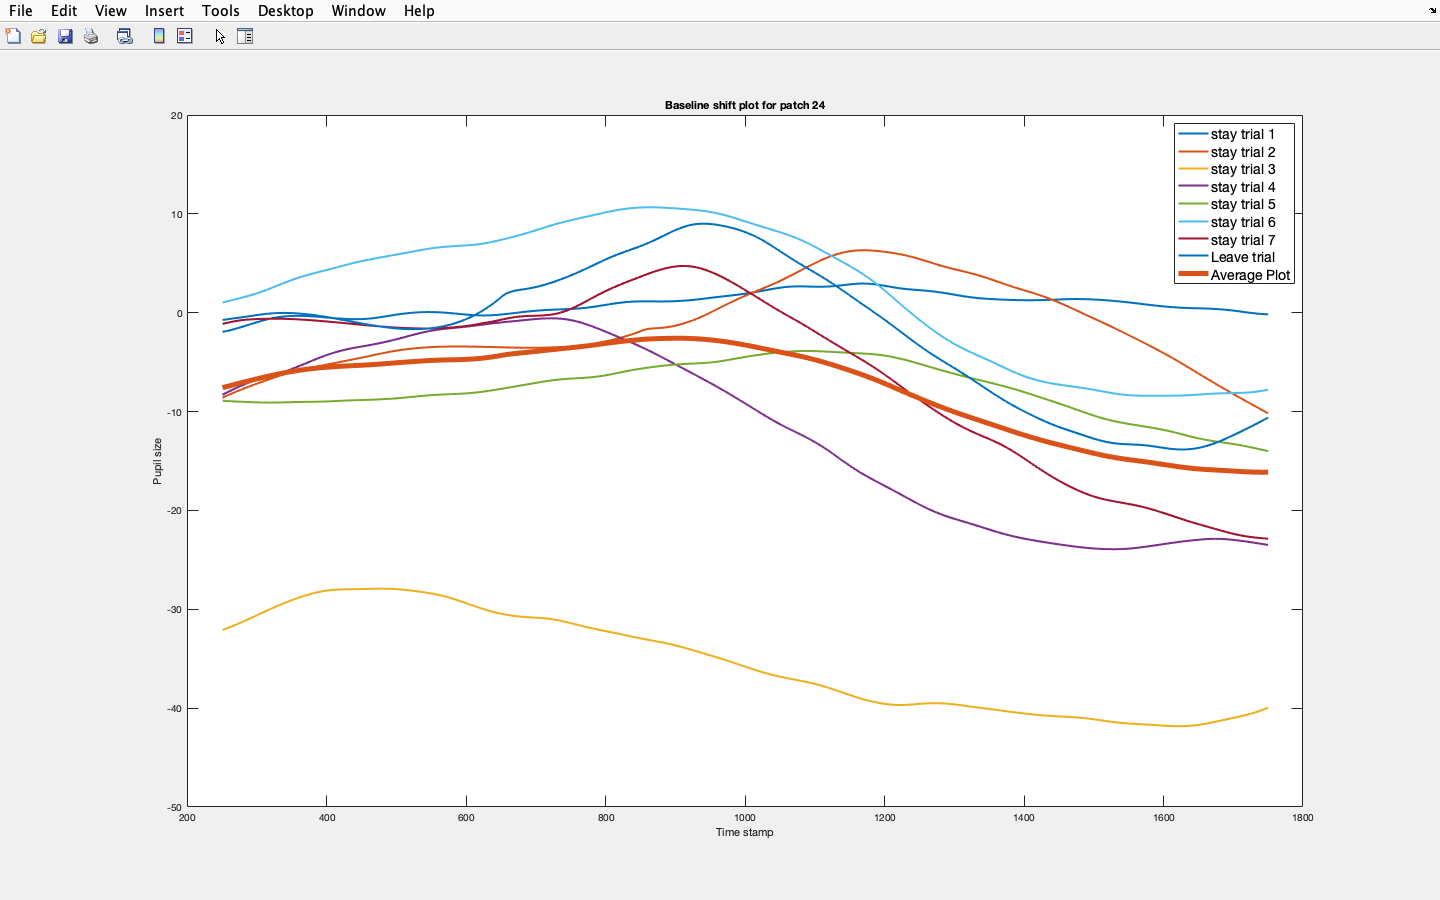 File Edit View Insert Tools Desktop Window Help
Baseline shift plot for patch 24
20
10
0
-10
-20
-30
-40
-50
Pupil size
stay trial 1
stay trial 2
stay trial 3
stay trial 4
stay trial 5
stay trial 6
stay trial 7
Leave trial
Average Plot
200 400 600 800 1000 1200 1400 1600 1800
Time stamp